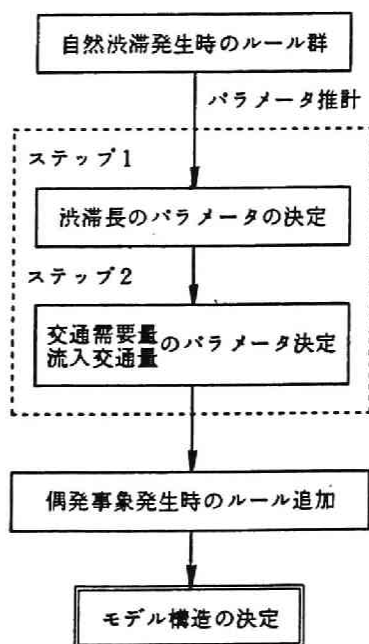 自然渋滞発生時のルール群
パラメータ推計
ステップ1
渋滞長のパラメータの決定
ステップ2
交通需要量
流入交通量
のパラメータ決定
偶発事象発生時のルール追加
モデル構造の決定